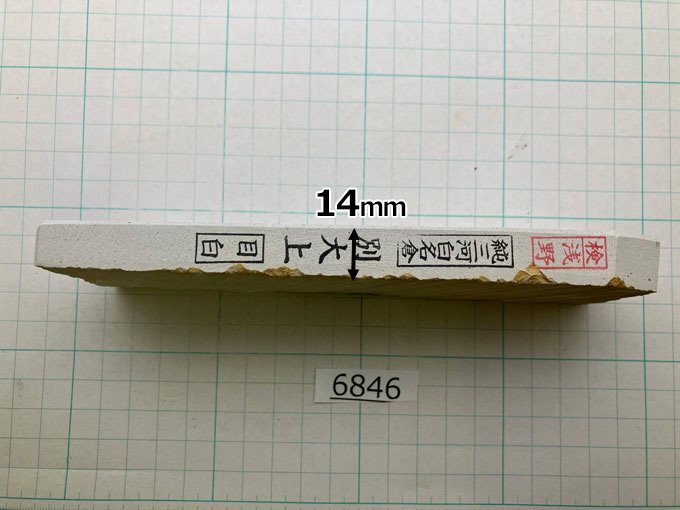 14mm
浅野検
純三河白名倉
別大上
目白
6846